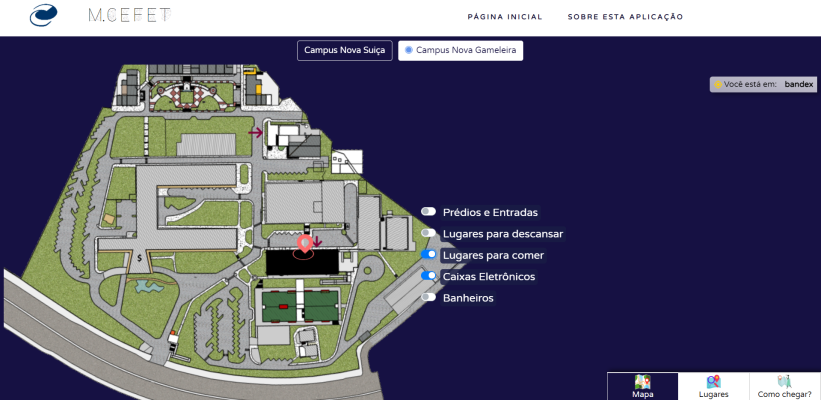 M.CEFET
PÁGINA INICIAL SOBRE ESTA APLICAÇÃO
Campus Nova Suiça Campus Nova Gameleira
Você está em: bandex
Prédios e Entradas
Lugares para descansar
Lugares para comer
Caixas Eletrônicos
Banheiros
$
Mapa Lugares Como chegar?